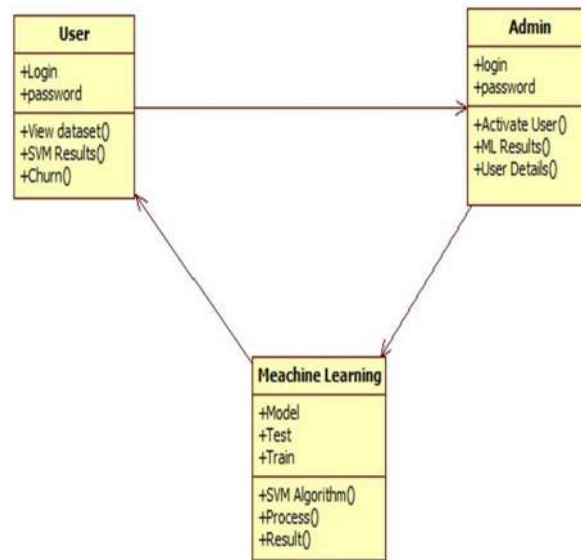 User
+Login
+password
+View dataset()
+SVM Results()
+Churn()
Admin
+login
+password
+Activate User()
+ML Results()
+User Details()
Meachine Learning
+Model
+Test
+Train
+SVM Algorithm()
+Process()
+Result()